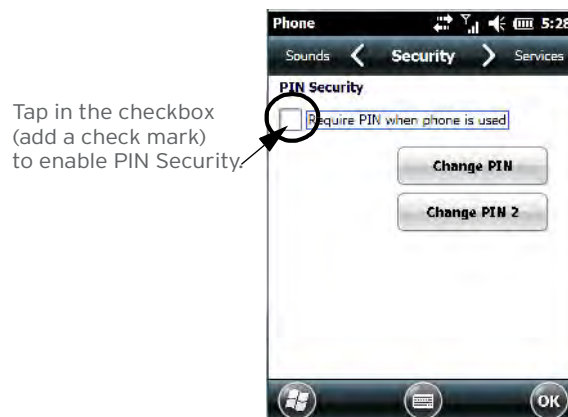 Phone 5:28
Sounds Security Services
PIN Security
Require PIN when phone is used
Tap in the checkbox
(add a check mark)
to enable PIN Security.
Change PIN
Change PIN 2
OK